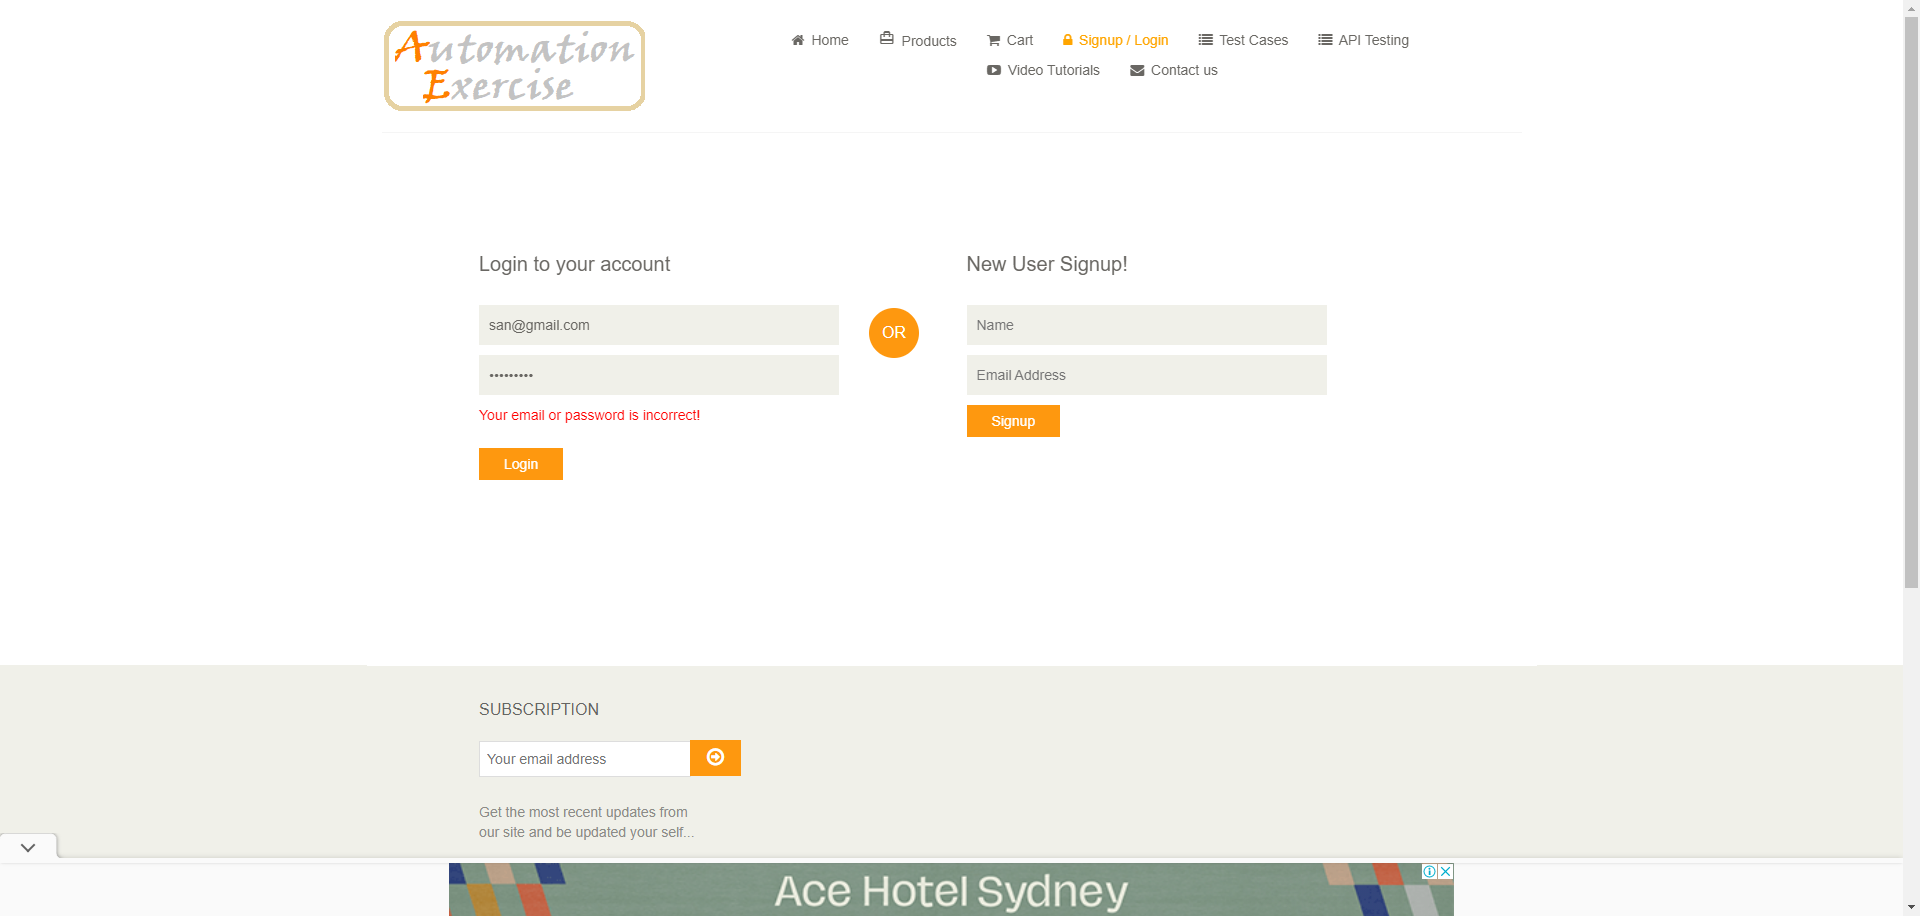 Automation
Exercise
Home
Products
Cart
Signup / Login
Test Cases
API Testing
Video Tutorials
Contact us
Login to your account
san@gmail.com
•••••••••
Your email or password is incorrect!
Login
OR
New User Signup!
Name
Email Address
Signup
SUBSCRIPTION
Your email address
Get the most recent updates from
our site and be updated your self...
Ace Hotel Sydney